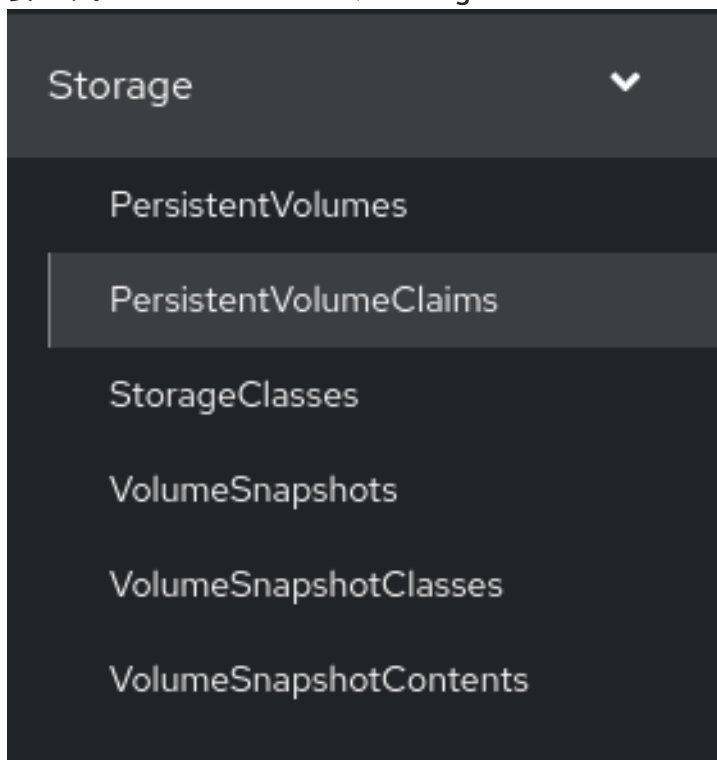 Storage
PersistentVolumes
PersistentVolumeClaims
StorageClasses
VolumeSnapshots
VolumeSnapshotClasses
VolumeSnapshotContents